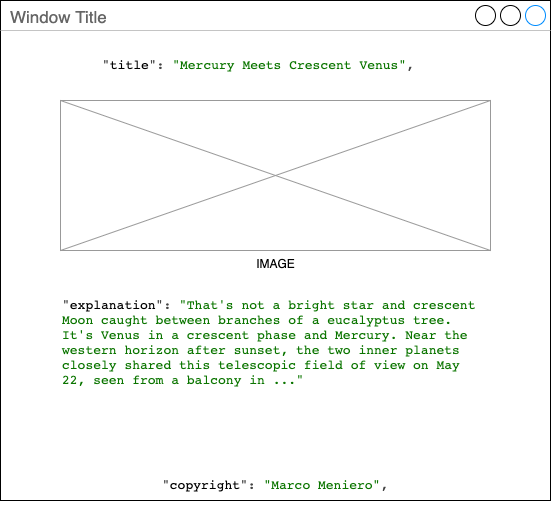 Window Title
"title": "Mercury Meets Crescent Venus",
IMAGE
"explanation": "That's not a bright star and crescent
Moon caught between branches of a eucalyptus tree.
It's Venus in a crescent phase and Mercury. Near the
western horizon after sunset, the two inner planets
closely shared this telescopic field of view on May
22, seen from a balcony in ..."
"copyright": "Marco Meniero",